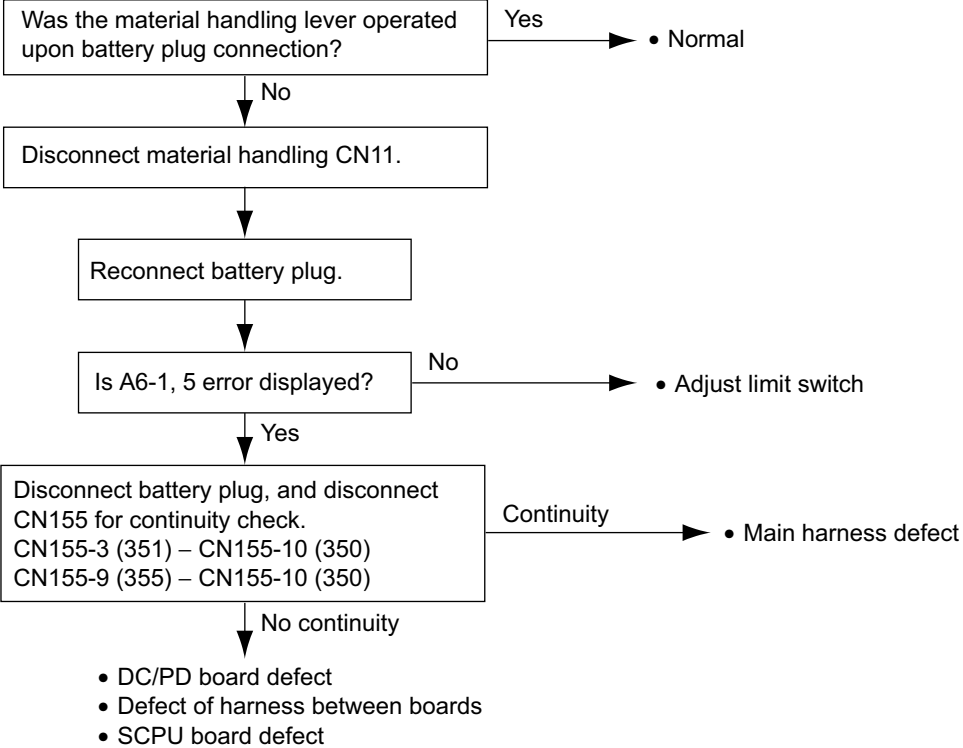 Was the material handling lever operated
upon battery plug connection?
Yes
• Normal
No
Disconnect material handling CN11.
Reconnect battery plug.
Is A6-1, 5 error displayed?
No
• Adjust limit switch
Yes
Disconnect battery plug, and disconnect
CN155 for continuity check.
CN155-3 (351) – CN155-10 (350)
CN155-9 (355) – CN155-10 (350)
Continuity
• Main harness defect
No continuity
• DC/PD board defect
• Defect of harness between boards
• SCPU board defect